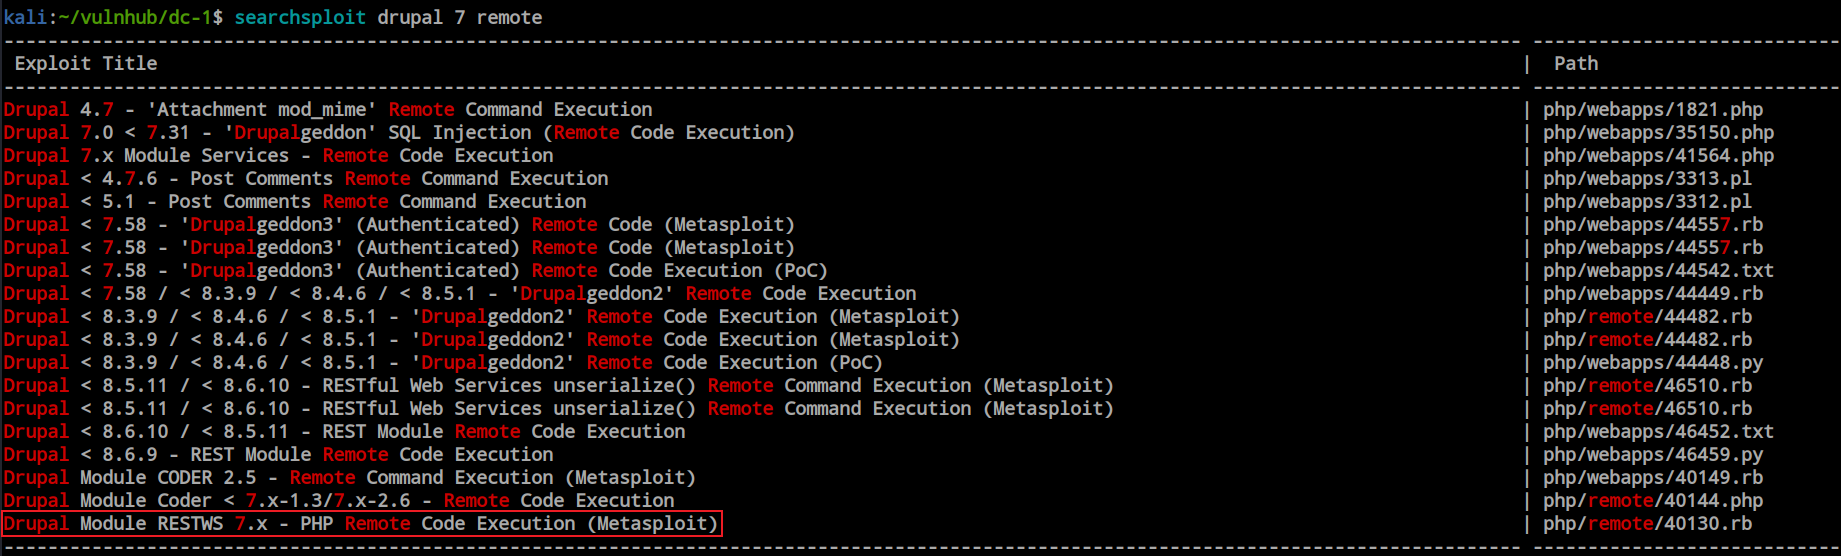 kali:~/vulnhub/dc-1$ searchsploit drupal 7 remote
------------------------------------------------------------------------------------------------------------------------------------------ ----------------------------
Exploit Title | Path
------------------------------------------------------------------------------------------------------------------------------------------ ----------------------------
Drupal 4.7 - 'Attachment mod_mime' Remote Command Execution | php/webapps/1821.php
Drupal 7.0 < 7.31 - 'Drupalgeddon' SQL Injection (Remote Code Execution) | php/webapps/35150.php
Drupal 7.x Module Services - Remote Code Execution | php/webapps/41564.php
Drupal < 4.7.6 - Post Comments Remote Command Execution | php/webapps/3313.pl
Drupal < 5.1 - Post Comments Remote Command Execution | php/webapps/3312.pl
Drupal < 7.58 - 'Drupalgeddon3' (Authenticated) Remote Code (Metasploit) | php/webapps/44557.rb
Drupal < 7.58 - 'Drupalgeddon3' (Authenticated) Remote Code (Metasploit) | php/webapps/44557.rb
Drupal < 7.58 - 'Drupalgeddon3' (Authenticated) Remote Code Execution (PoC) | php/webapps/44542.txt
Drupal < 7.58 / < 8.3.9 / < 8.4.6 / < 8.5.1 - 'Drupalgeddon2' Remote Code Execution | php/webapps/44449.rb
Drupal < 8.3.9 / < 8.4.6 / < 8.5.1 - 'Drupalgeddon2' Remote Code Execution (Metasploit) | php/remote/44482.rb
Drupal < 8.3.9 / < 8.4.6 / < 8.5.1 - 'Drupalgeddon2' Remote Code Execution (Metasploit) | php/remote/44482.rb
Drupal < 8.3.9 / < 8.4.6 / < 8.5.1 - 'Drupalgeddon2' Remote Code Execution (PoC) | php/webapps/44448.py
Drupal < 8.5.11 / < 8.6.10 - RESTful Web Services unserialize() Remote Command Execution (Metasploit) | php/remote/46510.rb
Drupal < 8.5.11 / < 8.6.10 - RESTful Web Services unserialize() Remote Command Execution (Metasploit) | php/remote/46510.rb
Drupal < 8.6.10 / < 8.5.11 - REST Module Remote Code Execution | php/webapps/46452.txt
Drupal < 8.6.9 - REST Module Remote Code Execution | php/webapps/46459.py
Drupal Module CODER 2.5 - Remote Command Execution (Metasploit) | php/webapps/40149.rb
Drupal Module Coder < 7.x-1.3/7.x-2.6 - Remote Code Execution | php/remote/40144.php
Drupal Module RESTWS 7.x - PHP Remote Code Execution (Metasploit) | php/remote/40130.rb
------------------------------------------------------------------------------------------------------------------------------------------ ----------------------------